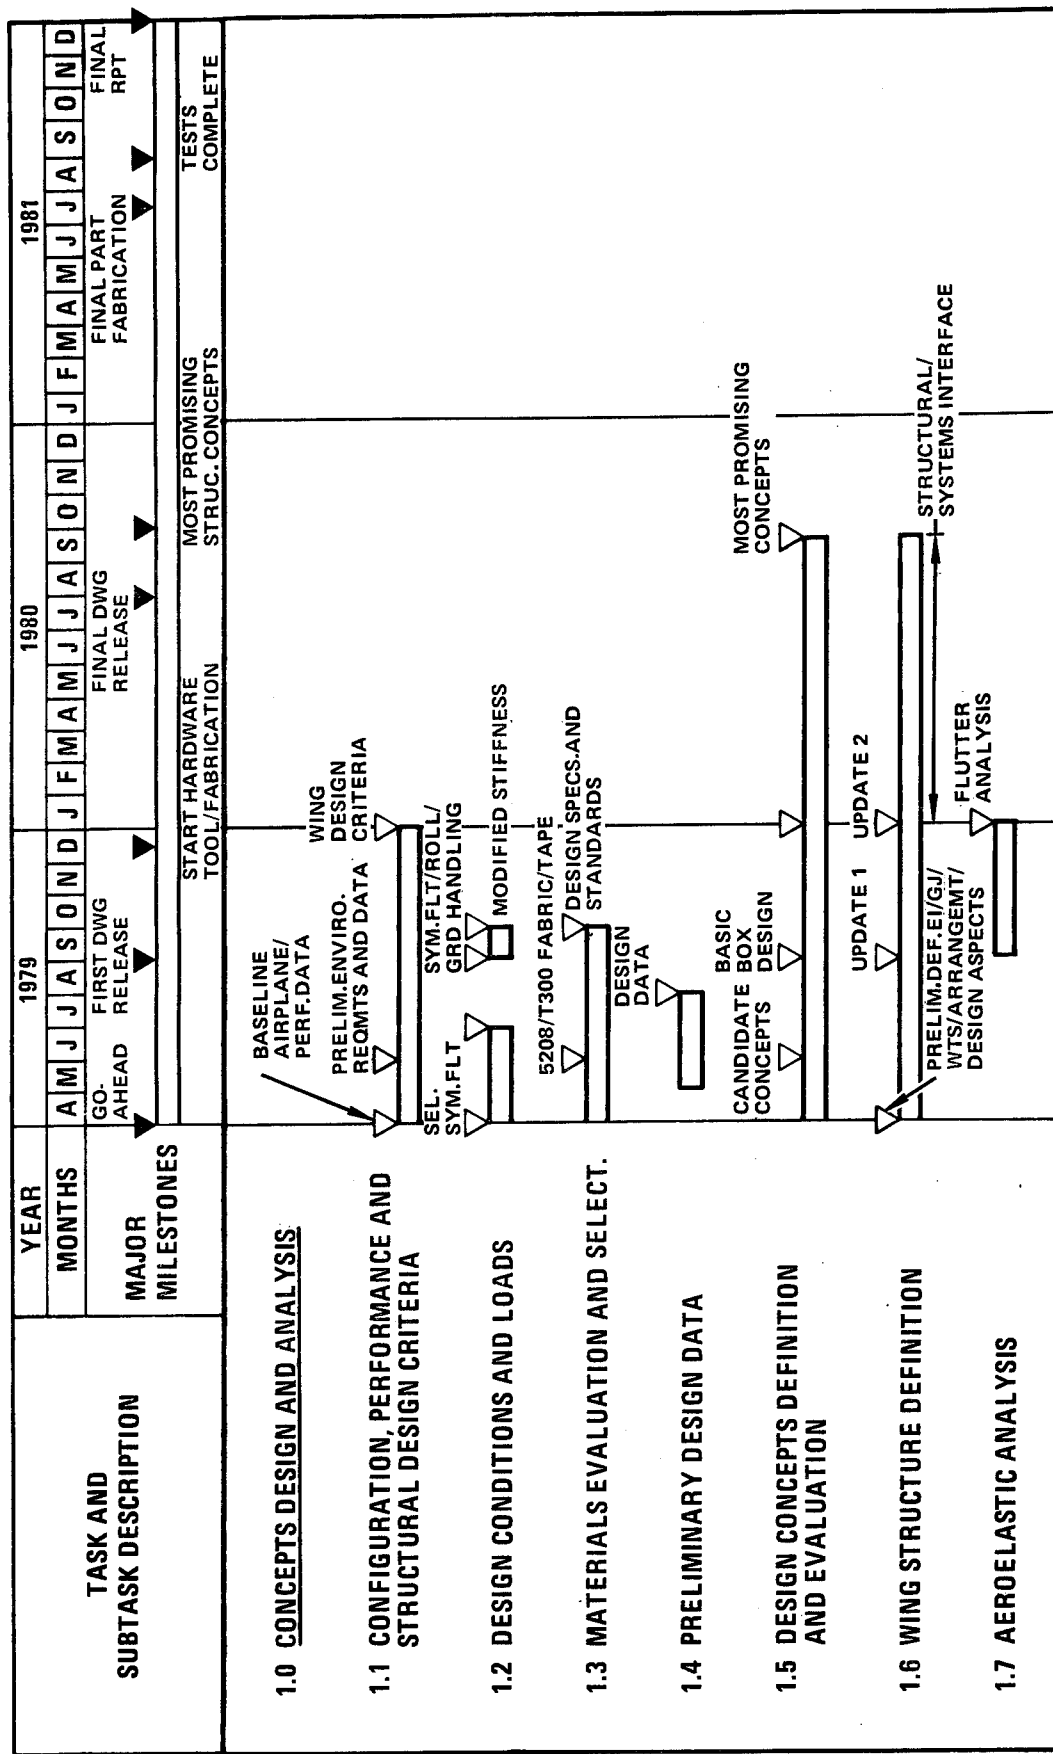 TASK AND
SUBTASK DESCRIPTION
YEAR
1979
1980
1981
MONTHS
A M J J A S O N D J F M A M J J A S O N D J F M A M J J A S O N D
MAJOR
MILESTONES
GO-
AHEAD
FIRST DWG
RELEASE
FINAL DWG
RELEASE
FINAL PART
FABRICATION
FINAL
RPT
START HARDWARE
TOOL/FABRICATION
MOST PROMISING
STRUC. CONCEPTS
TESTS
COMPLETE
1.0 CONCEPTS DESIGN AND ANALYSIS
BASELINE
AIRPLANE/
PERF. DATA
1.1 CONFIGURATION, PERFORMANCE AND
STRUCTURAL DESIGN CRITERIA
PRELIM. ENVIRO.
REQMTS AND DATA
WING
DESIGN
CRITERIA
1.2 DESIGN CONDITIONS AND LOADS
SEL.
SYM. FLT
SYM. FLT/ROLL/
GRD HANDLING
MODIFIED STIFFNESS
1.3 MATERIALS EVALUATION AND SELECT.
5208/T300 FABRIC/TAPE
DESIGN SPECS. AND
STANDARDS
1.4 PRELIMINARY DESIGN DATA
DESIGN
DATA
1.5 DESIGN CONCEPTS DEFINITION
AND EVALUATION
CANDIDATE
CONCEPTS
BASIC
BOX
DESIGN
MOST PROMISING
CONCEPTS
1.6 WING STRUCTURE DEFINITION
UPDATE 1
UPDATE 2
PRELIM. DEF. EI/GJ/
WTS/ARRANGEMT/
DESIGN ASPECTS
STRUCTURAL/
SYSTEMS INTERFACE
1.7 AEROELASTIC ANALYSIS
FLUTTER
ANALYSIS